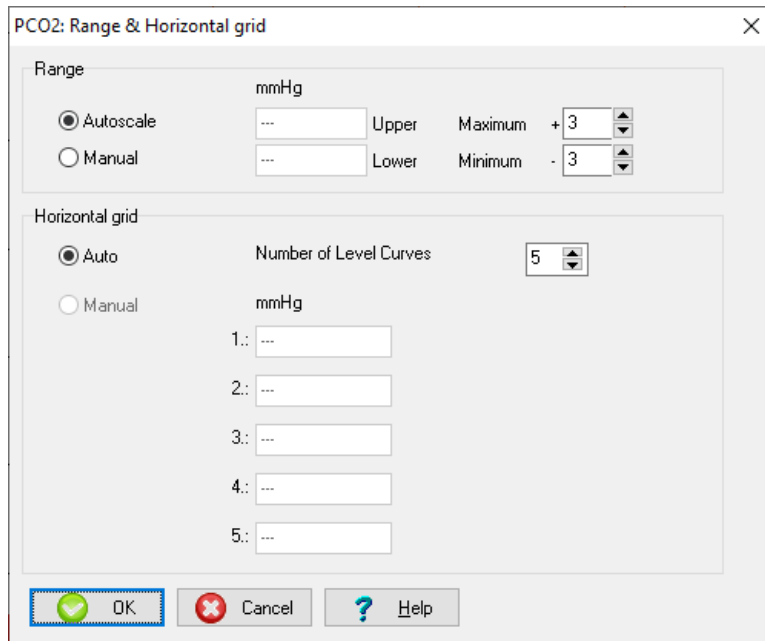 PCO2: Range & Horizontal grid
Range
mmHg
Autoscale --- Upper Maximum + 3
Manual --- Lower Minimum - 3
Horizontal grid
Auto Number of Level Curves 5
Manual mmHg
1.: ---
2.: ---
3.: ---
4.: ---
5.: ---
OK Cancel ? Help